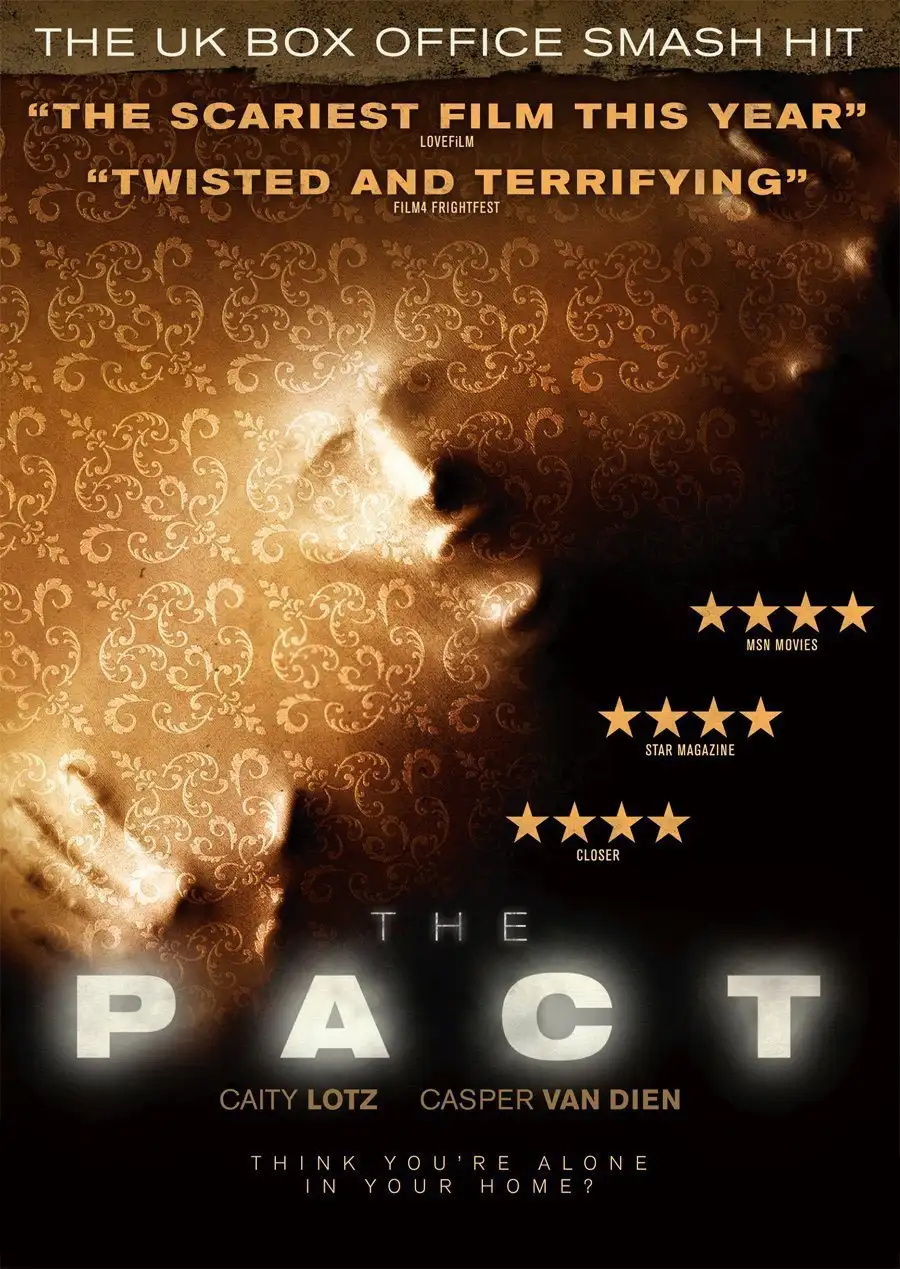 THE UK BOX OFFICE SMASH HIT
“THE SCARIEST FILM THIS YEAR”
LOVEFiLM
“TWISTED AND TERRIFYING”
FILM4 FRIGHTFEST
★★★★
MSN MOVIES
★★★★
STAR MAGAZINE
★★★★
CLOSER
THE
PACT
CAITY LOTZ CASPER VAN DIEN
THINK YOU'RE ALONE
IN YOUR HOME?